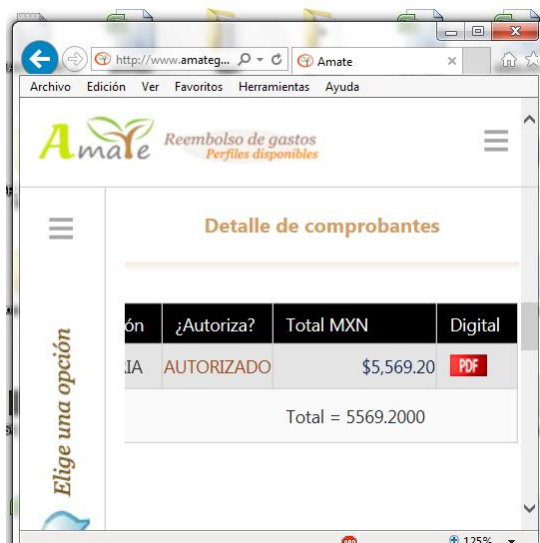 http://www.amateg...
Amate
Archivo Edición Ver Favoritos Herramientas Ayuda
Amate
Reembolso de gastos
Perfiles disponibles
Detalle de comprobantes
Elige una opción
ón ¿Autoriza? Total MXN Digital
IA AUTORIZADO $5,569.20 PDF
Total = 5569.2000
125%